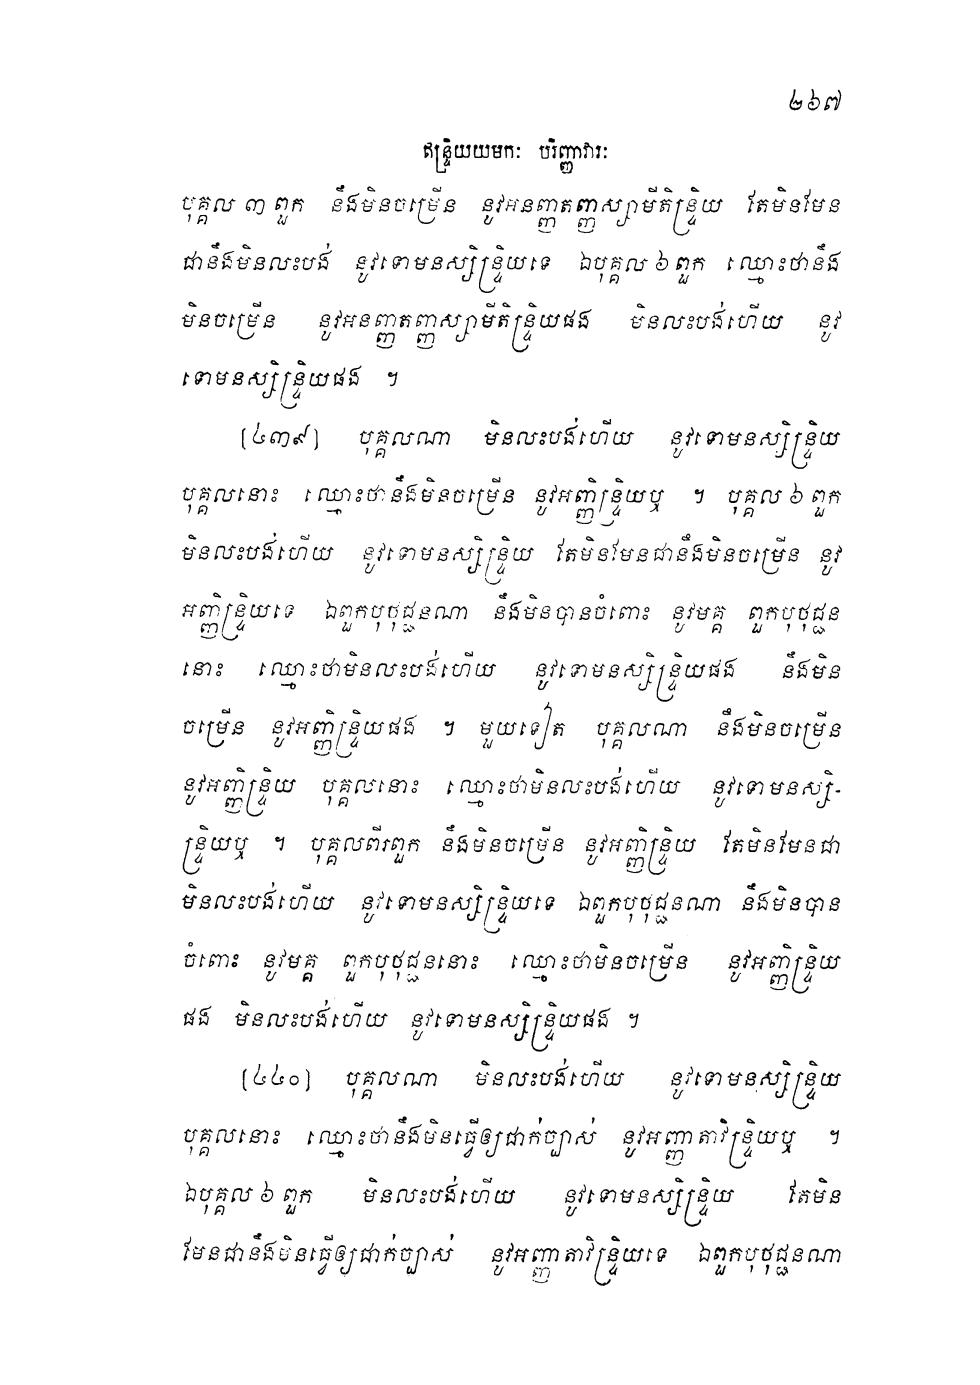 ២៦៧
ឥន្ទ្រិយយមកៈ បរិញ្ញាវារៈ
បុគ្គល ៣ ពួក នឹងមិនចម្រើន នូវអនញ្ញាតញ្ញស្សាមីតិន្ទ្រិយ តែមិនមែន
ជានឹងមិនលះបង់ នូវទោមនស្សិន្ទ្រិយទេ ឯបុគ្គល ៦ ពួក ឈ្មោះថានឹង
មិនចម្រើន នូវអនញ្ញាតញ្ញស្សាមីតិន្ទ្រិយផង មិនលះបង់ហើយ នូវ
ទោមនស្សិន្ទ្រិយផង ។
(៤៣៩) បុគ្គលណា មិនលះបង់ហើយ នូវទោមនស្សិន្ទ្រិយ
បុគ្គលនោះ ឈ្មោះថានឹងមិនចម្រើន នូវអញ្ញិន្ទ្រិយឬ ។ បុគ្គល ៦ ពួក
មិនលះបង់ហើយ នូវទោមនស្សិន្ទ្រិយ តែមិនមែនជានឹងមិនចម្រើន នូវ
អញ្ញិន្ទ្រិយទេ ឯពួកបុថុជ្ជនណា នឹងមិនបានចំពោះ នូវមគ្គ ពួកបុថុជ្ជន
នោះ ឈ្មោះថាមិនលះបង់ហើយ នូវទោមនស្សិន្ទ្រិយផង នឹងមិន
ចម្រើន នូវអញ្ញិន្ទ្រិយផង ។ មួយទៀត បុគ្គលណា នឹងមិនចម្រើន
នូវអញ្ញិន្ទ្រិយ បុគ្គលនោះ ឈ្មោះថាមិនលះបង់ហើយ នូវទោមនស្សិ-
ន្ទ្រិយឬ ។ បុគ្គលពីរពួក នឹងមិនចម្រើន នូវអញ្ញិន្ទ្រិយ តែមិនមែនជា
មិនលះបង់ហើយ នូវទោមនស្សិន្ទ្រិយទេ ឯពួកបុថុជ្ជនណា នឹងមិនបាន
ចំពោះ នូវមគ្គ ពួកបុថុជ្ជននោះ ឈ្មោះថាមិនចម្រើន នូវអញ្ញិន្ទ្រិយ
ផង មិនលះបង់ហើយ នូវទោមនស្សិន្ទ្រិយផង ។
(៤៤០) បុគ្គលណា មិនលះបង់ហើយ នូវទោមនស្សិន្ទ្រិយ
បុគ្គលនោះ ឈ្មោះថានឹងមិនធ្វើឲ្យជាក់ច្បាស់ នូវអញ្ញាតាវិន្ទ្រិយឬ ។
ឯបុគ្គល ៦ ពួក មិនលះបង់ហើយ នូវទោមនស្សិន្ទ្រិយ តែមិន
មែនជានឹងមិនធ្វើឲ្យជាក់ច្បាស់ នូវអញ្ញាតាវិន្ទ្រិយទេ ឯពួកបុថុជ្ជនណា